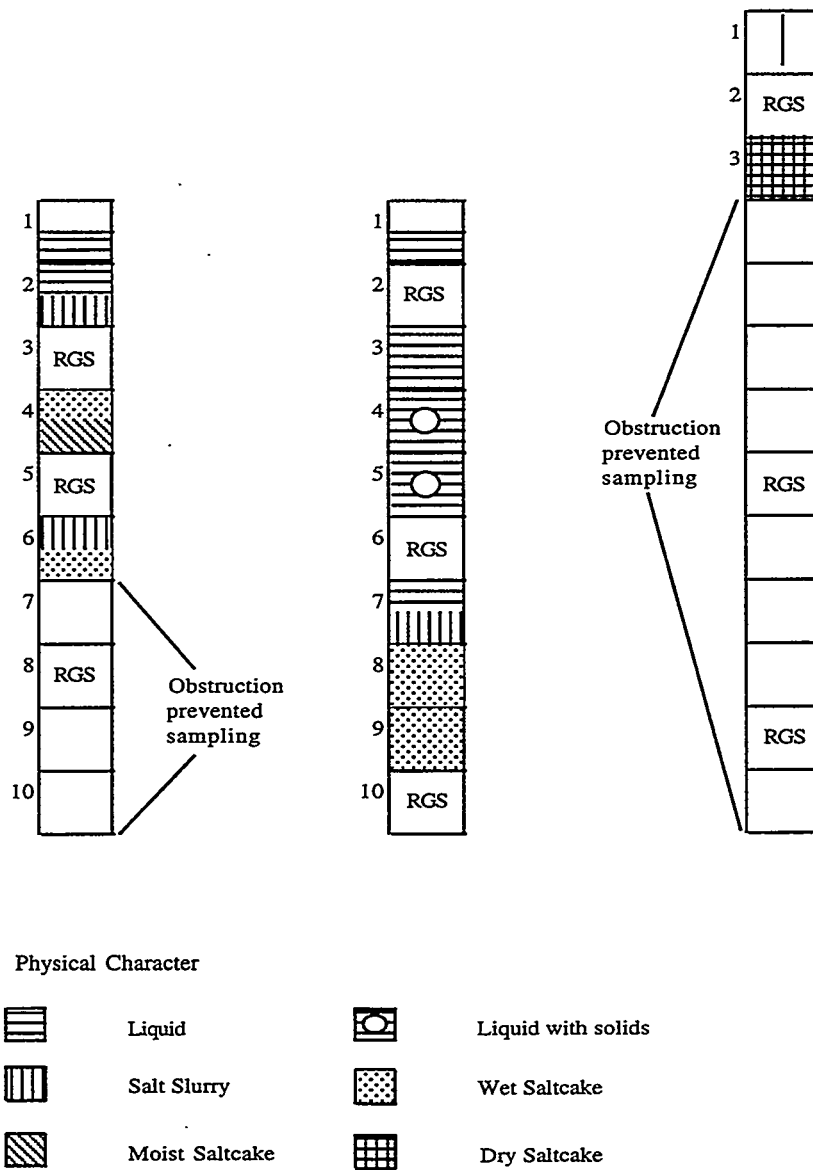 1
2
RGS
3
1
2
3
RGS
4
5
RGS
6
7
8
RGS
9
10
Obstruction
prevented
sampling
1
2
RGS
3
4
5
6
RGS
7
8
9
10
RGS
Obstruction
prevented
sampling
RGS
RGS
Physical Character
Liquid
Liquid with solids
Salt Slurry
Wet Saltcake
Moist Saltcake
Dry Saltcake